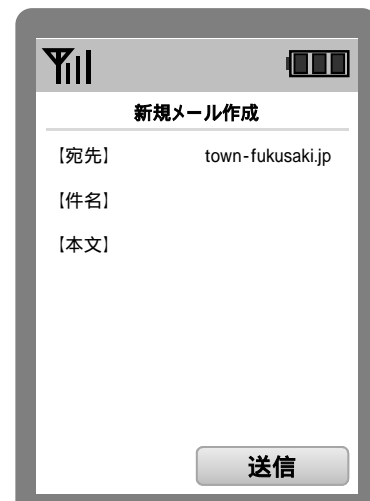 新規メール作成
【宛先】 town-fukusaki.jp
【件名】
【本文】
送信